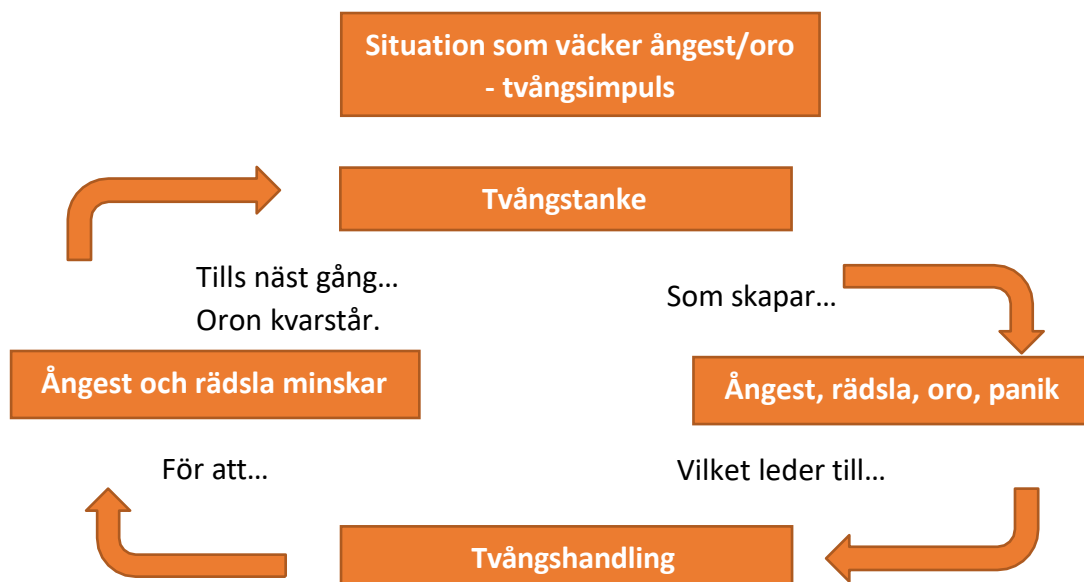 Situation som väcker ångest/oro
- tvångsimpuls
Tvångstanke
Tills näst gång...
Oron kvarstår.
Som skapar...
Ångest och rädsla minskar
Ångest, rädsla, oro, panik
För att...
Vilket leder till...
Tvångshandling